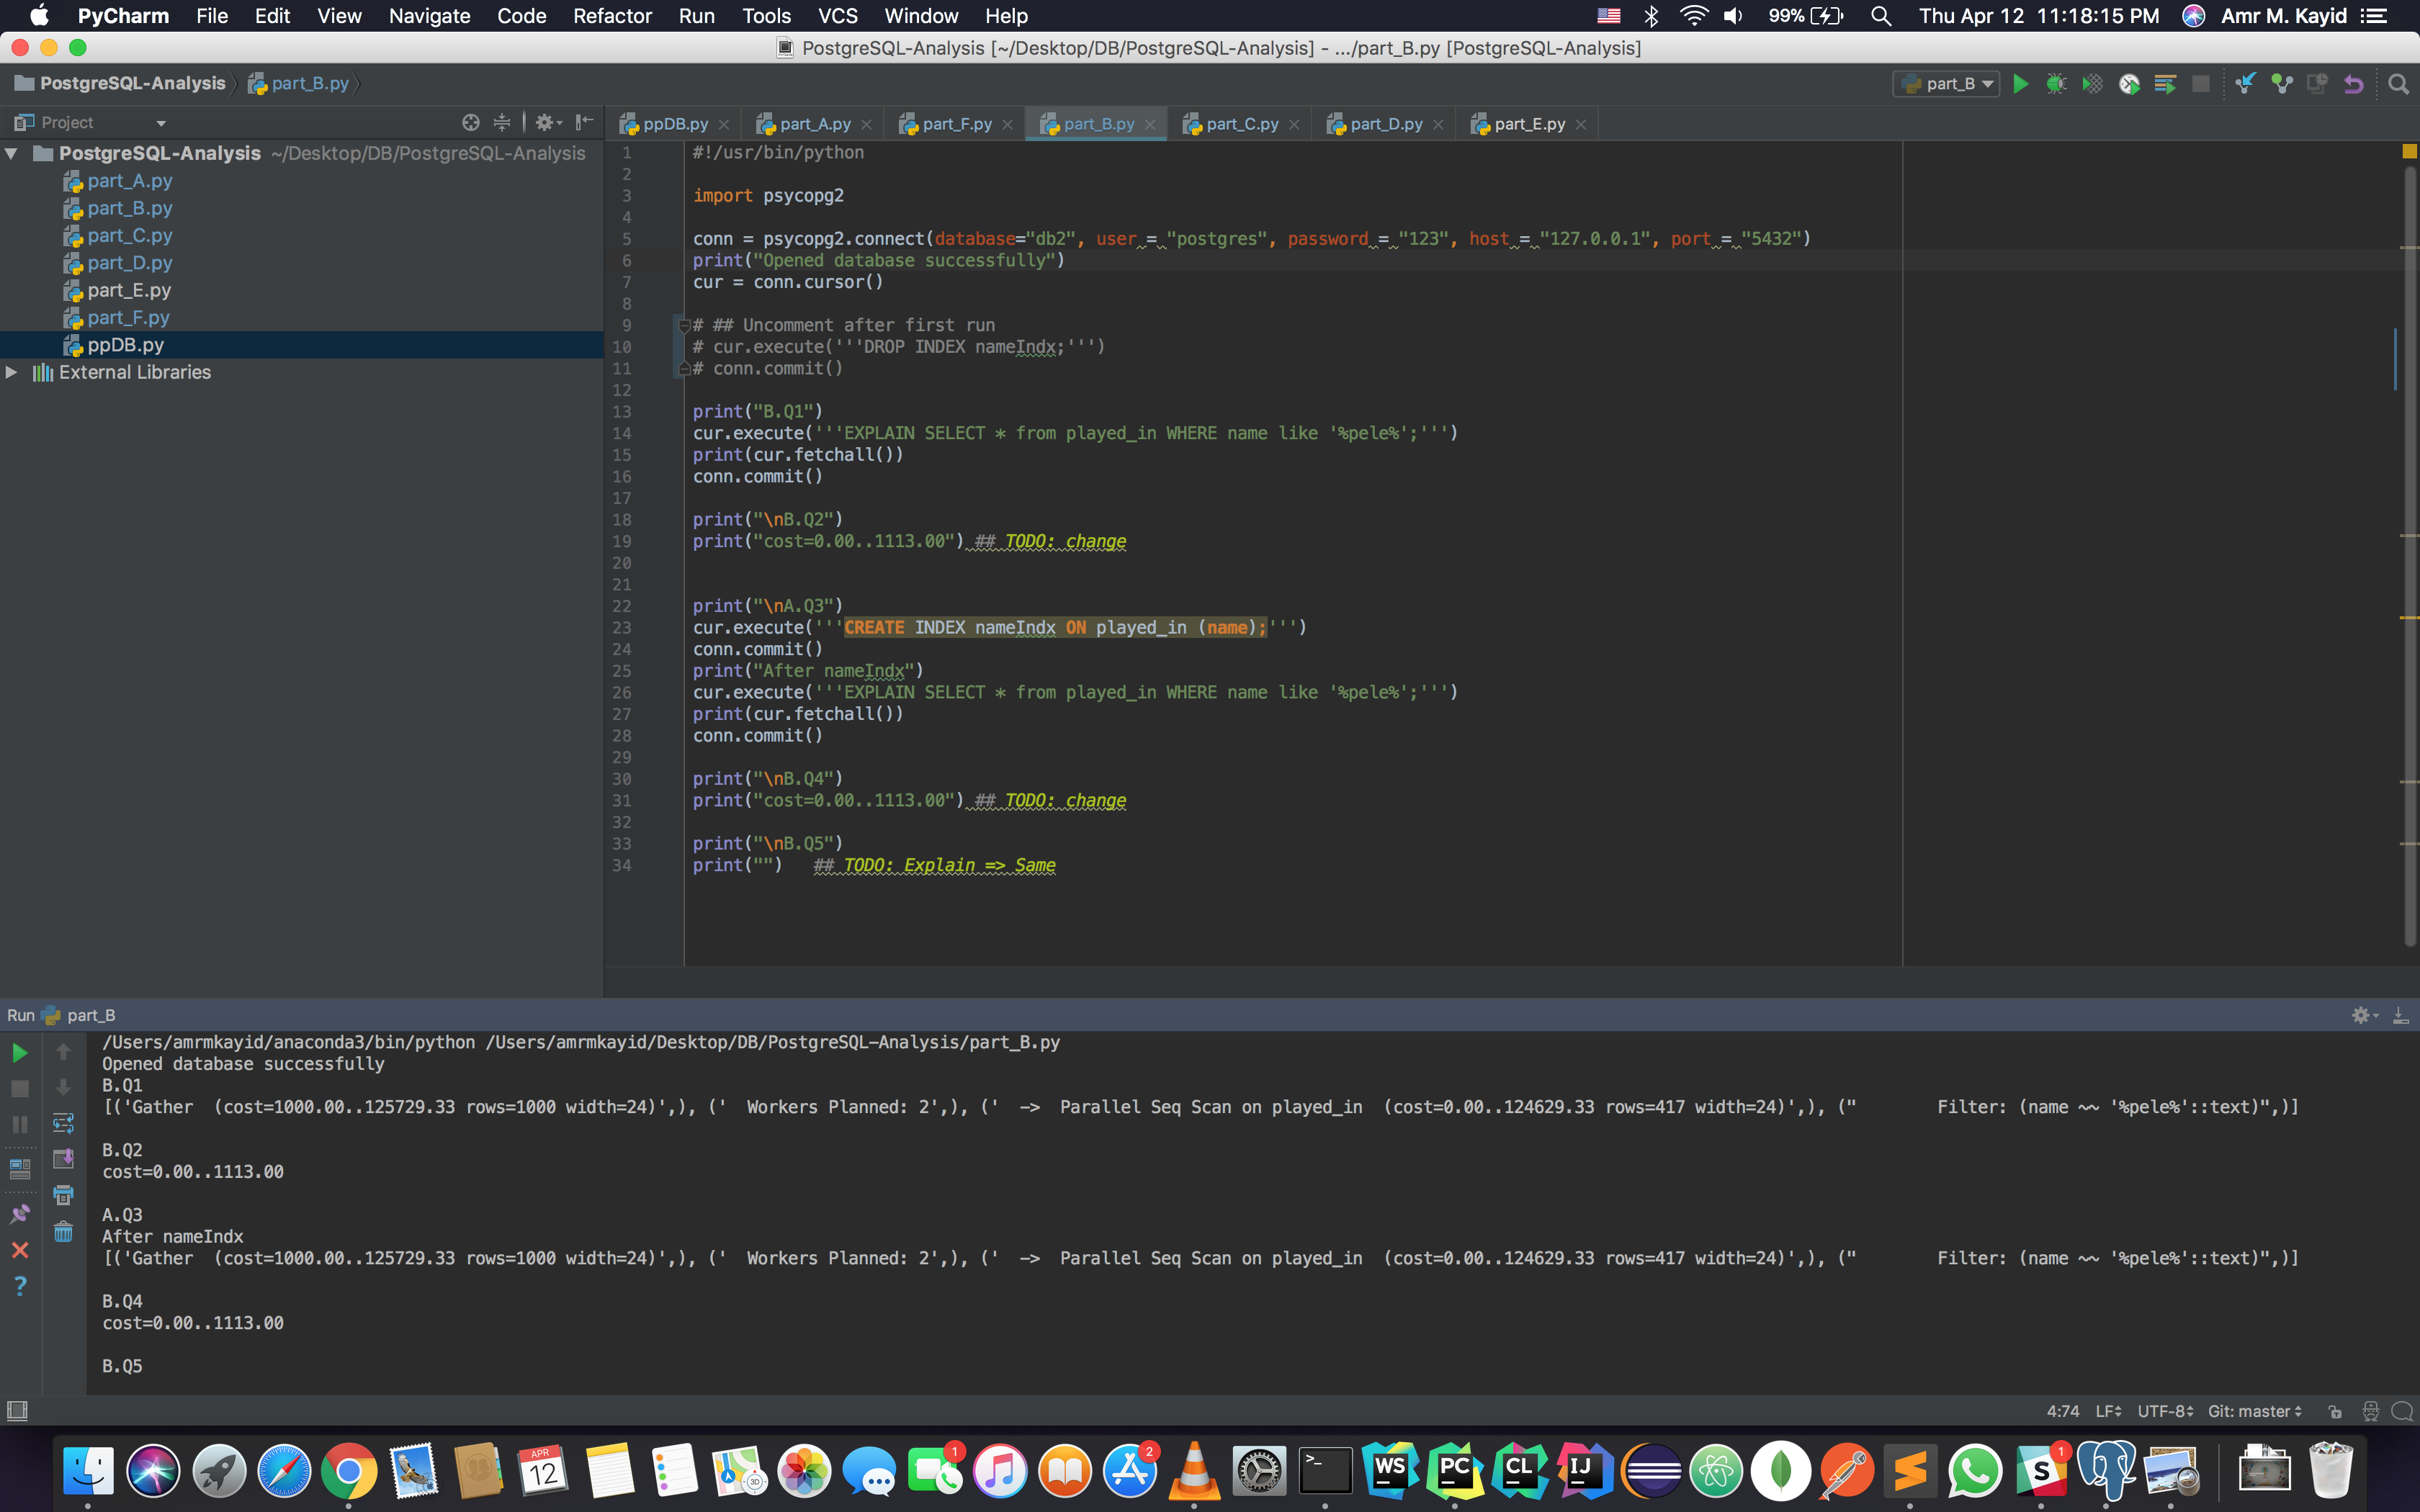 PyCharm File Edit View Navigate Code Refactor Run Tools VCS Window Help 99% Thu Apr 12 11:18:15 PM Amr M. Kayid
PostgreSQL-Analysis [~/Desktop/DB/PostgreSQL-Analysis] - .../part_B.py [PostgreSQL-Analysis]
PostgreSQL-Analysis part_B.py part_B
Project
ppDB.py part_A.py part_F.py part_B.py part_C.py part_D.py part_E.py
PostgreSQL-Analysis ~/Desktop/DB/PostgreSQL-Analysis
part_A.py
part_B.py
part_C.py
part_D.py
part_E.py
part_F.py
ppDB.py
External Libraries
1 #!/usr/bin/python
2
3 import psycopg2
4
5 conn = psycopg2.connect(database="db2", user = "postgres", password = "123", host = "127.0.0.1", port = "5432")
6 print("Opened database successfully")
7 cur = conn.cursor()
8
9 # ## Uncomment after first run
10 # cur.execute('''DROP INDEX nameIndx;''')
11 # conn.commit()
12
13 print("B.Q1")
14 cur.execute('''EXPLAIN SELECT * from played_in WHERE name like '%pele%';''')
15 print(cur.fetchall())
16 conn.commit()
17
18 print("\nB.Q2")
19 print("cost=0.00..1113.00") ## TODO: change
20
21
22 print("\nA.Q3")
23 cur.execute('''CREATE INDEX nameIndx ON played_in (name);''')
24 conn.commit()
25 print("After nameIndx")
26 cur.execute('''EXPLAIN SELECT * from played_in WHERE name like '%pele%';''')
27 print(cur.fetchall())
28 conn.commit()
29
30 print("\nB.Q4")
31 print("cost=0.00..1113.00") ## TODO: change
32
33 print("\nB.Q5")
34 print("") ## TODO: Explain => Same
Run part_B
/Users/amrmkayid/anaconda3/bin/python /Users/amrmkayid/Desktop/DB/PostgreSQL-Analysis/part_B.py
Opened database successfully
B.Q1
[('Gather  (cost=1000.00..125729.33 rows=1000 width=24)',), ('  Workers Planned: 2',), ('  ->  Parallel Seq Scan on played_in  (cost=0.00..124629.33 rows=417 width=24)',), ("        Filter: (name ~~ '%pele%'::text)",)]
B.Q2
cost=0.00..1113.00
A.Q3
After nameIndx
[('Gather  (cost=1000.00..125729.33 rows=1000 width=24)',), ('  Workers Planned: 2',), ('  ->  Parallel Seq Scan on played_in  (cost=0.00..124629.33 rows=417 width=24)',), ("        Filter: (name ~~ '%pele%'::text)",)]
B.Q4
cost=0.00..1113.00
B.Q5
?
4:74 LF UTF-8 Git: master
APR
12
3D
1
2
>_
WS
PC
CL
IJ
S
1